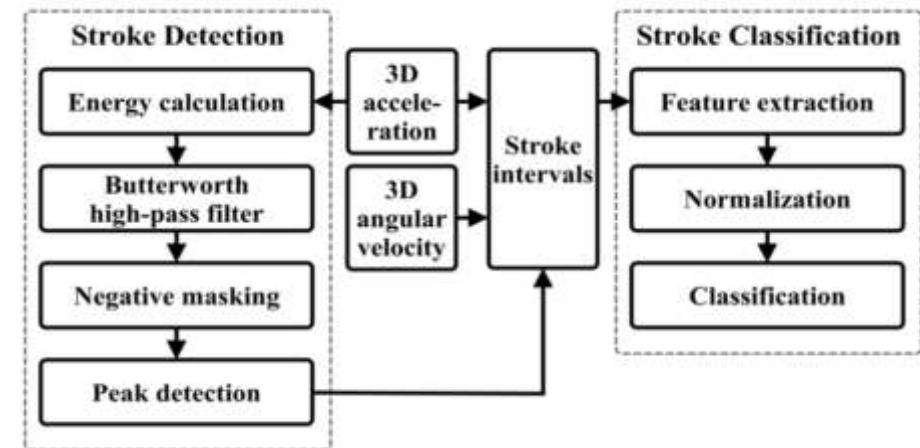 Stroke Detection
Energy calculation
Butterworth
high-pass filter
Negative masking
Peak detection
3D
accele-
ration
3D
angular
velocity
Stroke
intervals
Stroke Classification
Feature extraction
Normalization
Classification